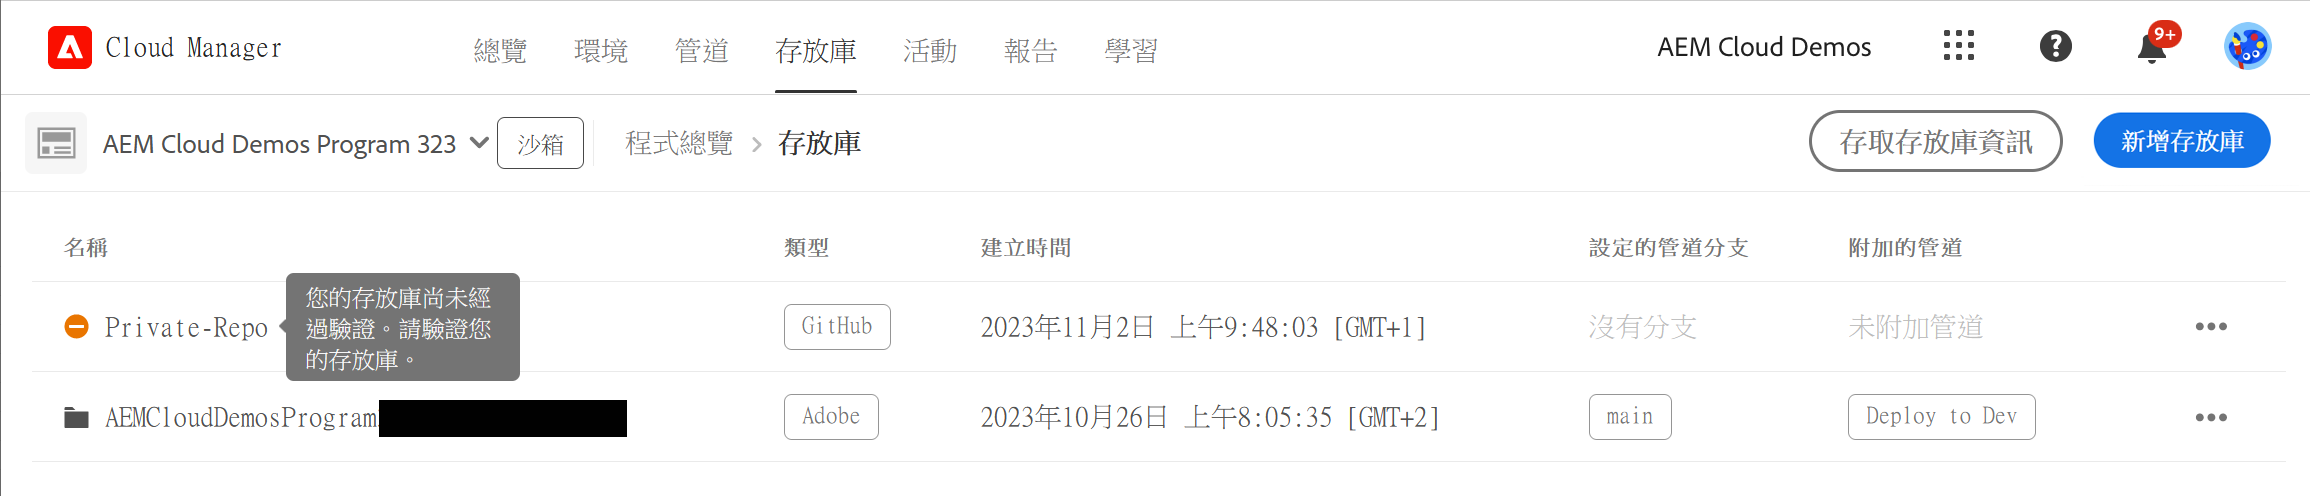 Cloud Manager
總覽 環境 管道 存放庫 活動 報告 學習
AEM Cloud Demos
9+
AEM Cloud Demos Program 323
沙箱
程式總覽 > 存放庫
存取存放庫資訊
新增存放庫
名稱 類型 建立時間 設定的管道分支 附加的管道
Private-Repo
您的存放庫尚未經
過驗證。請驗證您
的存放庫。
GitHub 2023年11月2日 上午9:48:03 [GMT+1] 沒有分支 未附加管道
AEMCloudDemosProgram Adobe 2023年10月26日 上午8:05:35 [GMT+2] main Deploy to Dev